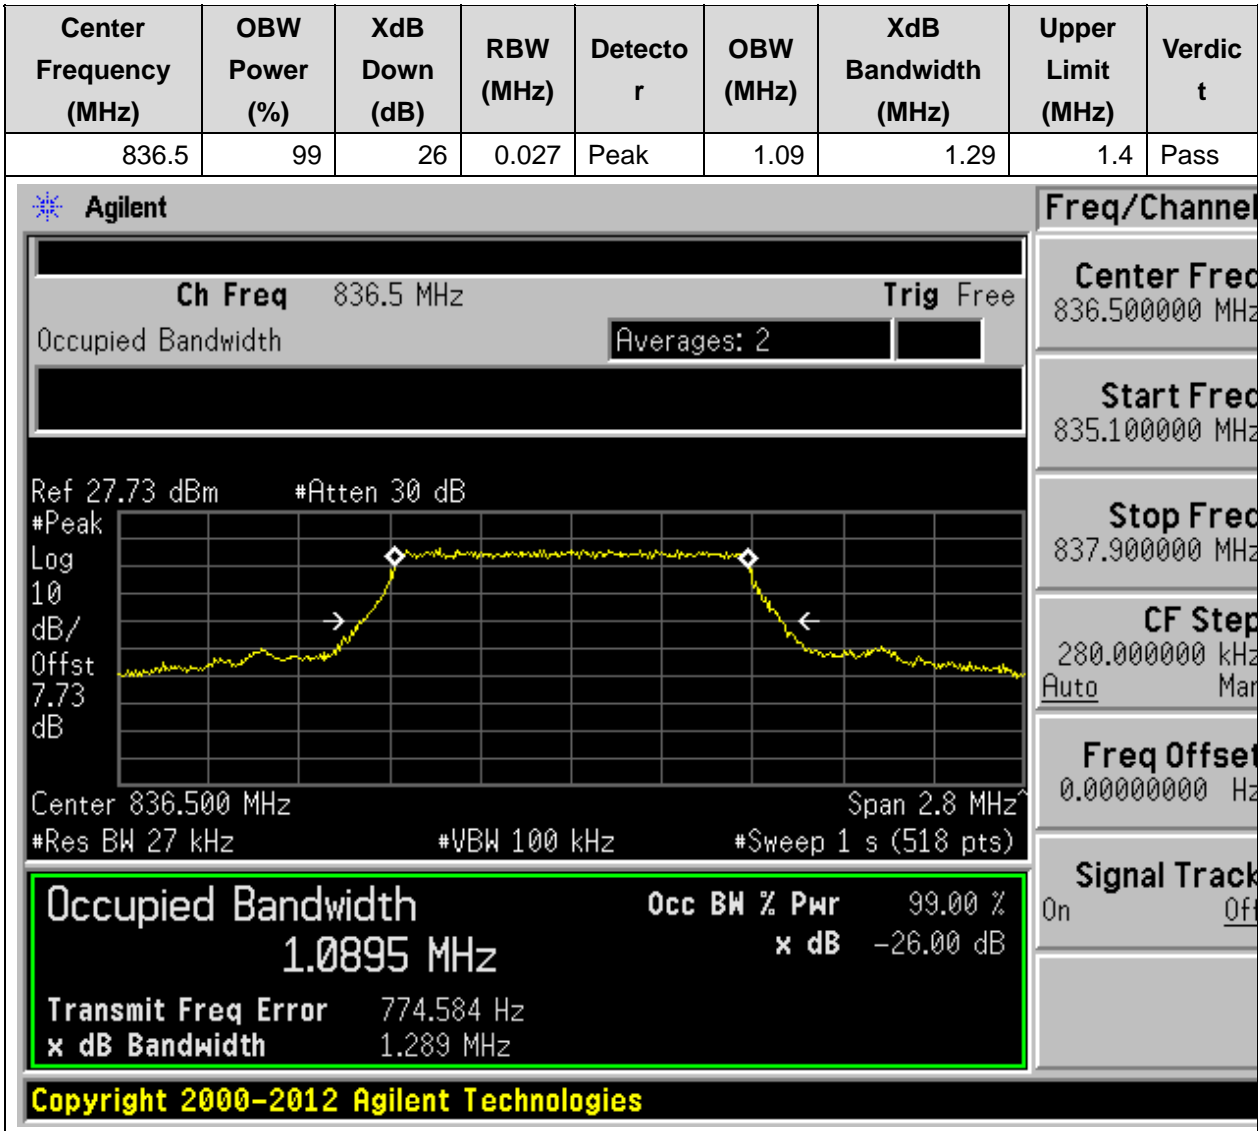 Center Frequency (MHz) OBW Power (%) XdB Down (dB) RBW (MHz) Detector OBW (MHz) XdB Bandwidth (MHz) Upper Limit (MHz) Verdict
836.5 99 26 0.027 Peak 1.09 1.29 1.4 Pass
Agilent
Freq/Channel
Ch Freq 836.5 MHz Trig Free
Occupied Bandwidth Averages: 2
Ref 27.73 dBm #Atten 30 dB
#Peak
Log
10
dB/
Offst
7.73
dB
Center 836.500 MHz Span 2.8 MHz^
#Res BW 27 kHz #VBW 100 kHz #Sweep 1 s (518 pts)
Occupied Bandwidth Occ BW % Pwr 99.00 %
1.0895 MHz x dB -26.00 dB
Transmit Freq Error 774.584 Hz
x dB Bandwidth 1.289 MHz
Copyright 2000-2012 Agilent Technologies
Center Freq
836.500000 MHz
Start Freq
835.100000 MHz
Stop Freq
837.900000 MHz
CF Step
280.000000 kHz
Auto Man
Freq Offset
0.00000000 Hz
Signal Track
On Off